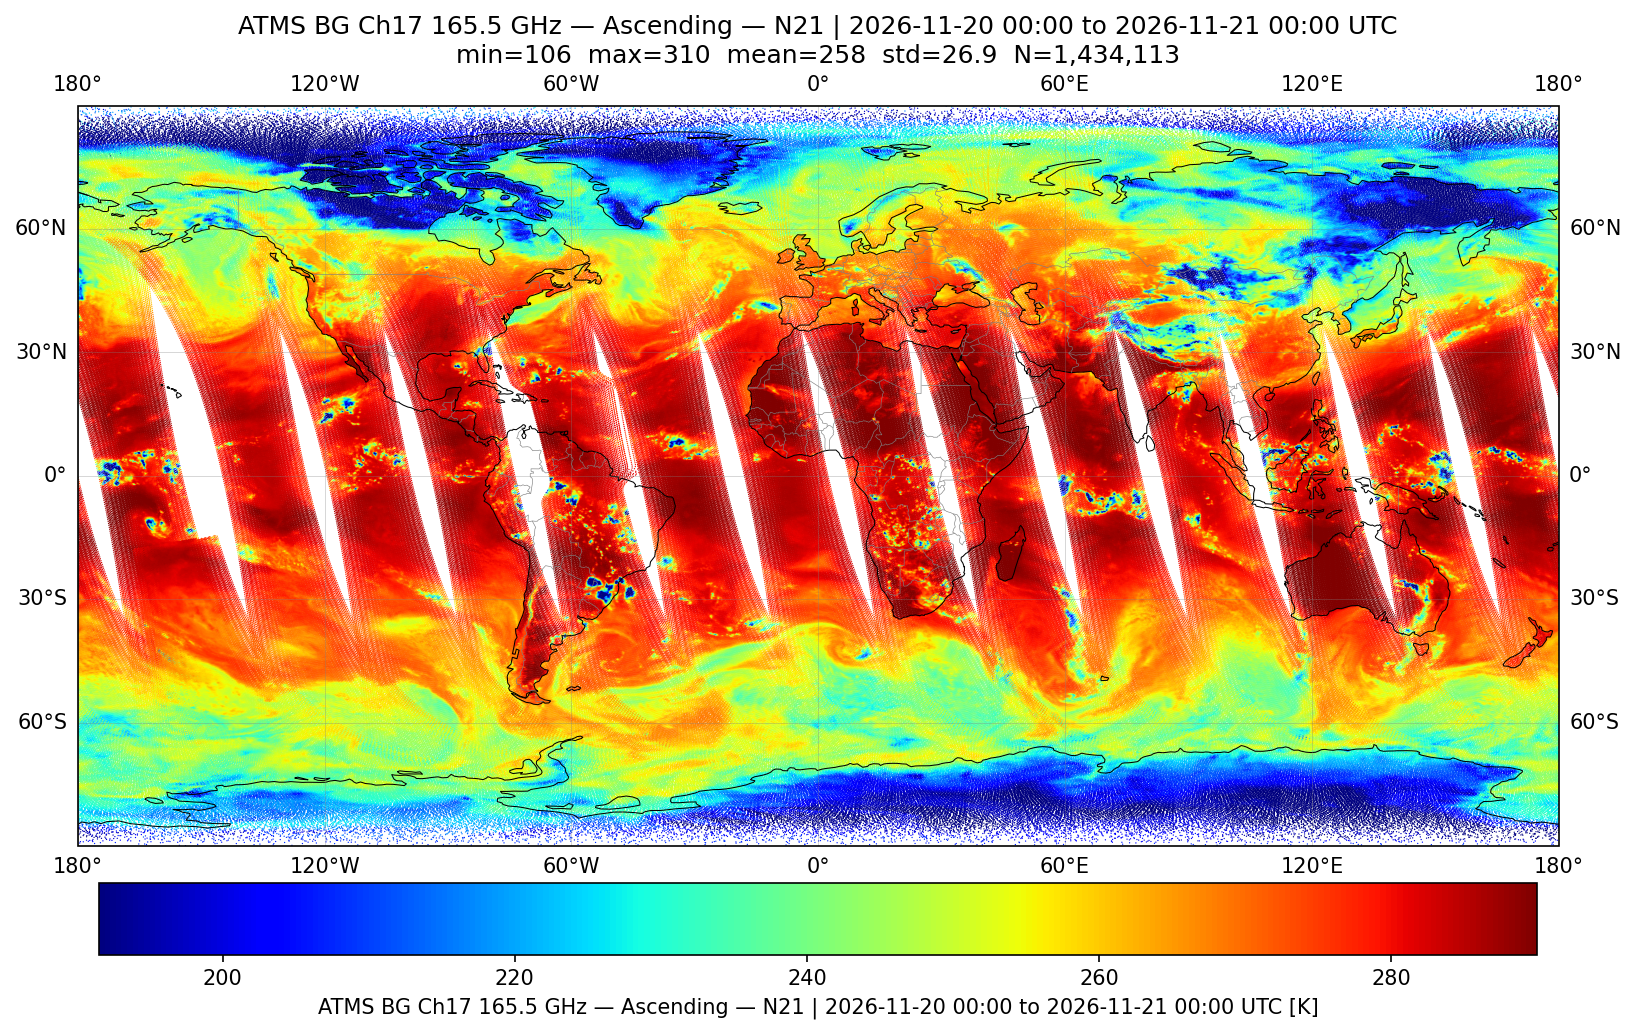 ATMS BG Ch17 165.5 GHz — Ascending — N21 | 2026-11-20 00:00 to 2026-11-21 00:00 UTC
min=106 max=310 mean=258 std=26.9 N=1,434,113
180° 120°W 60°W 0° 60°E 120°E 180°
60°N 60°N
30°N 30°N
0° 0°
30°S 30°S
60°S 60°S
180° 120°W 60°W 0° 60°E 120°E 180°
200 220 240 260 280
ATMS BG Ch17 165.5 GHz — Ascending — N21 | 2026-11-20 00:00 to 2026-11-21 00:00 UTC [K]